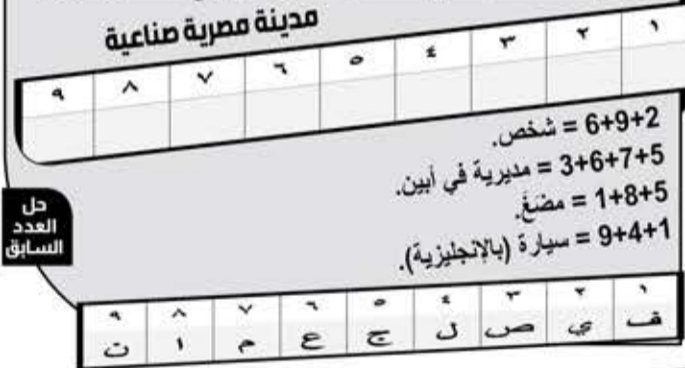 مدينة مصرية صناعية
١ ٢ ٣ ٤ ٥ ٦ ٧ ٨ ٩
6+9+2 = شخص.
3+6+7+5 = مديرية في أبين.
1+8+5 = مضَغَ.
9+4+1 = سيارة (بالإنجليزية).
حل
العدد
السابق
١ ٢ ٣ ٤ ٥ ٦ ٧ ٨ ٩
ف ي ص ل ج ع م ا ت